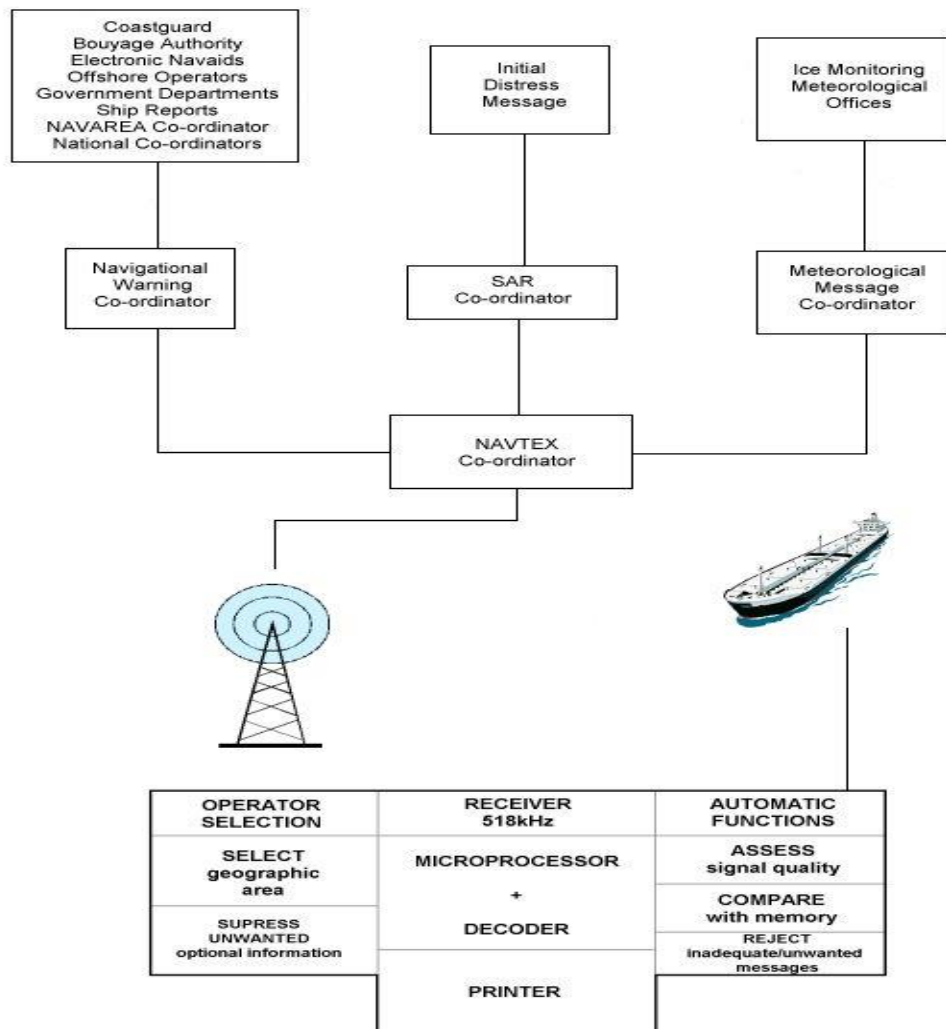 Coastguard
Bouyage Authority
Electronic Navaids
Offshore Operators
Government Departments
Ship Reports
NAVAREA Co-ordinator
National Co-ordinators
Initial
Distress
Message
Ice Monitoring
Meteorological
Offices
Navigational
Warning
Co-ordinator
SAR
Co-ordinator
Meteorological
Message
Co-ordinator
NAVTEX
Co-ordinator
OPERATOR
SELECTION
RECEIVER
518kHz
AUTOMATIC
FUNCTIONS
SELECT
geographic
area
SUPRESS
UNWANTED
optional information
MICROPROCESSOR
+
DECODER
ASSESS
signal quality
COMPARE
with memory
REJECT
inadequate/unwanted
messages
PRINTER